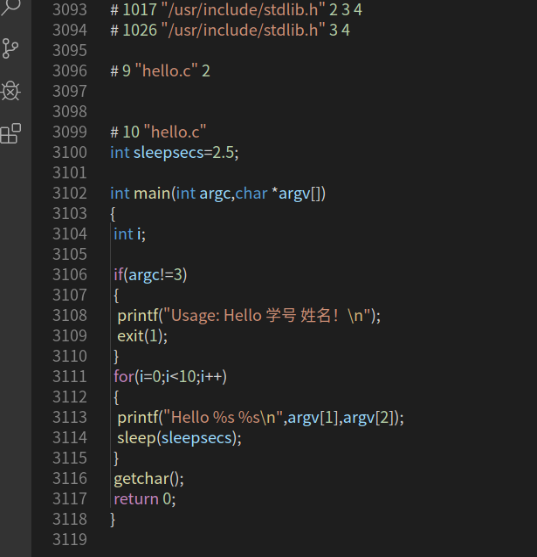 3093 # 1017 "/usr/include/stdlib.h" 2 3 4
3094 # 1026 "/usr/include/stdlib.h" 3 4
3095
3096 # 9 "hello.c" 2
3097
3098
3099 # 10 "hello.c"
3100 int sleepsecs=2.5;
3101
3102 int main(int argc,char *argv[])
3103 {
3104 int i;
3105
3106 if(argc!=3)
3107 {
3108 printf("Usage: Hello 学号 姓名！\n");
3109 exit(1);
3110 }
3111 for(i=0;i<10;i++)
3112 {
3113 printf("Hello %s %s\n",argv[1],argv[2]);
3114 sleep(sleepsecs);
3115 }
3116 getchar();
3117 return 0;
3118 }
3119